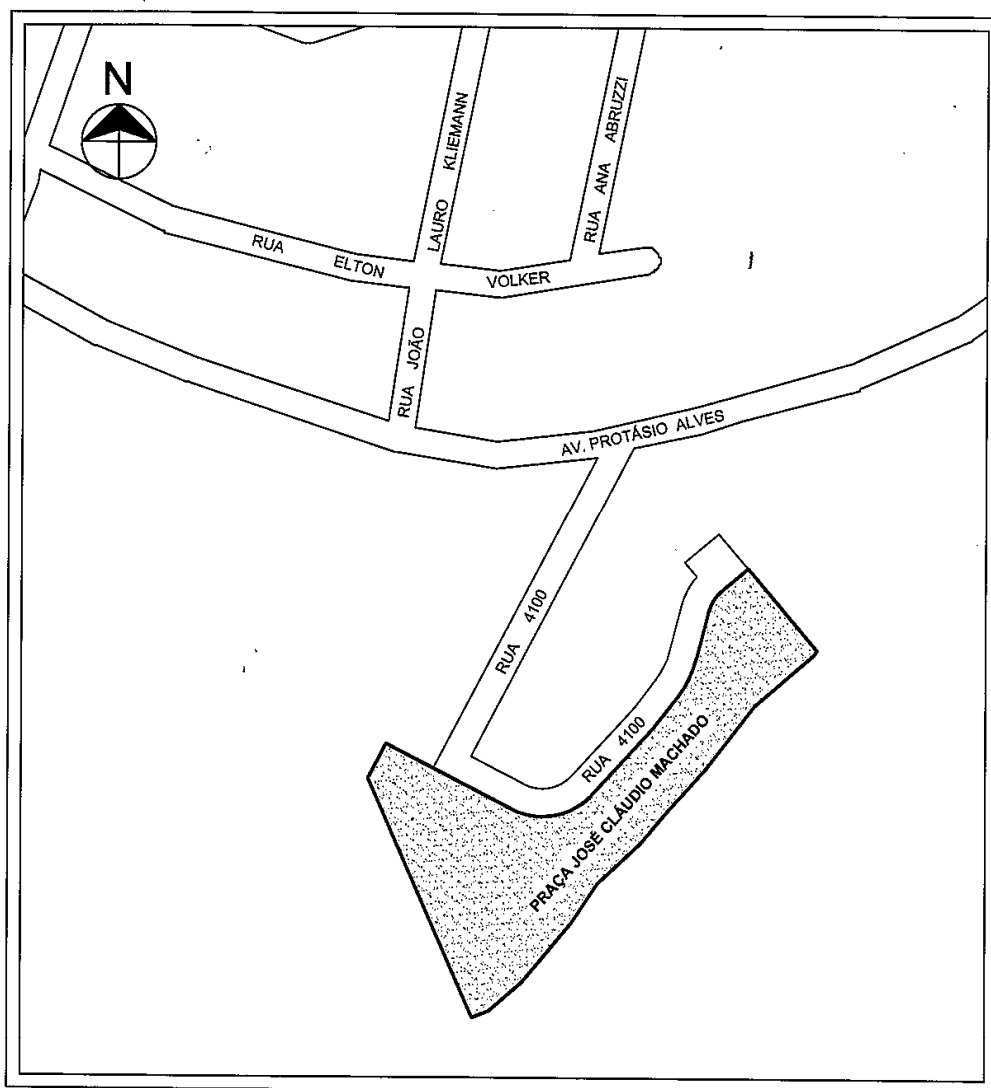 N
RUA ELTON VOLKER
RUA JOÃO LAURO KLIEMANN
RUA ANA ABRUZZI
AV. PROTÁSIO ALVES
RUA 4100
RUA 4100
PRAÇA JOSÉ CLÁUDIO MACHADO